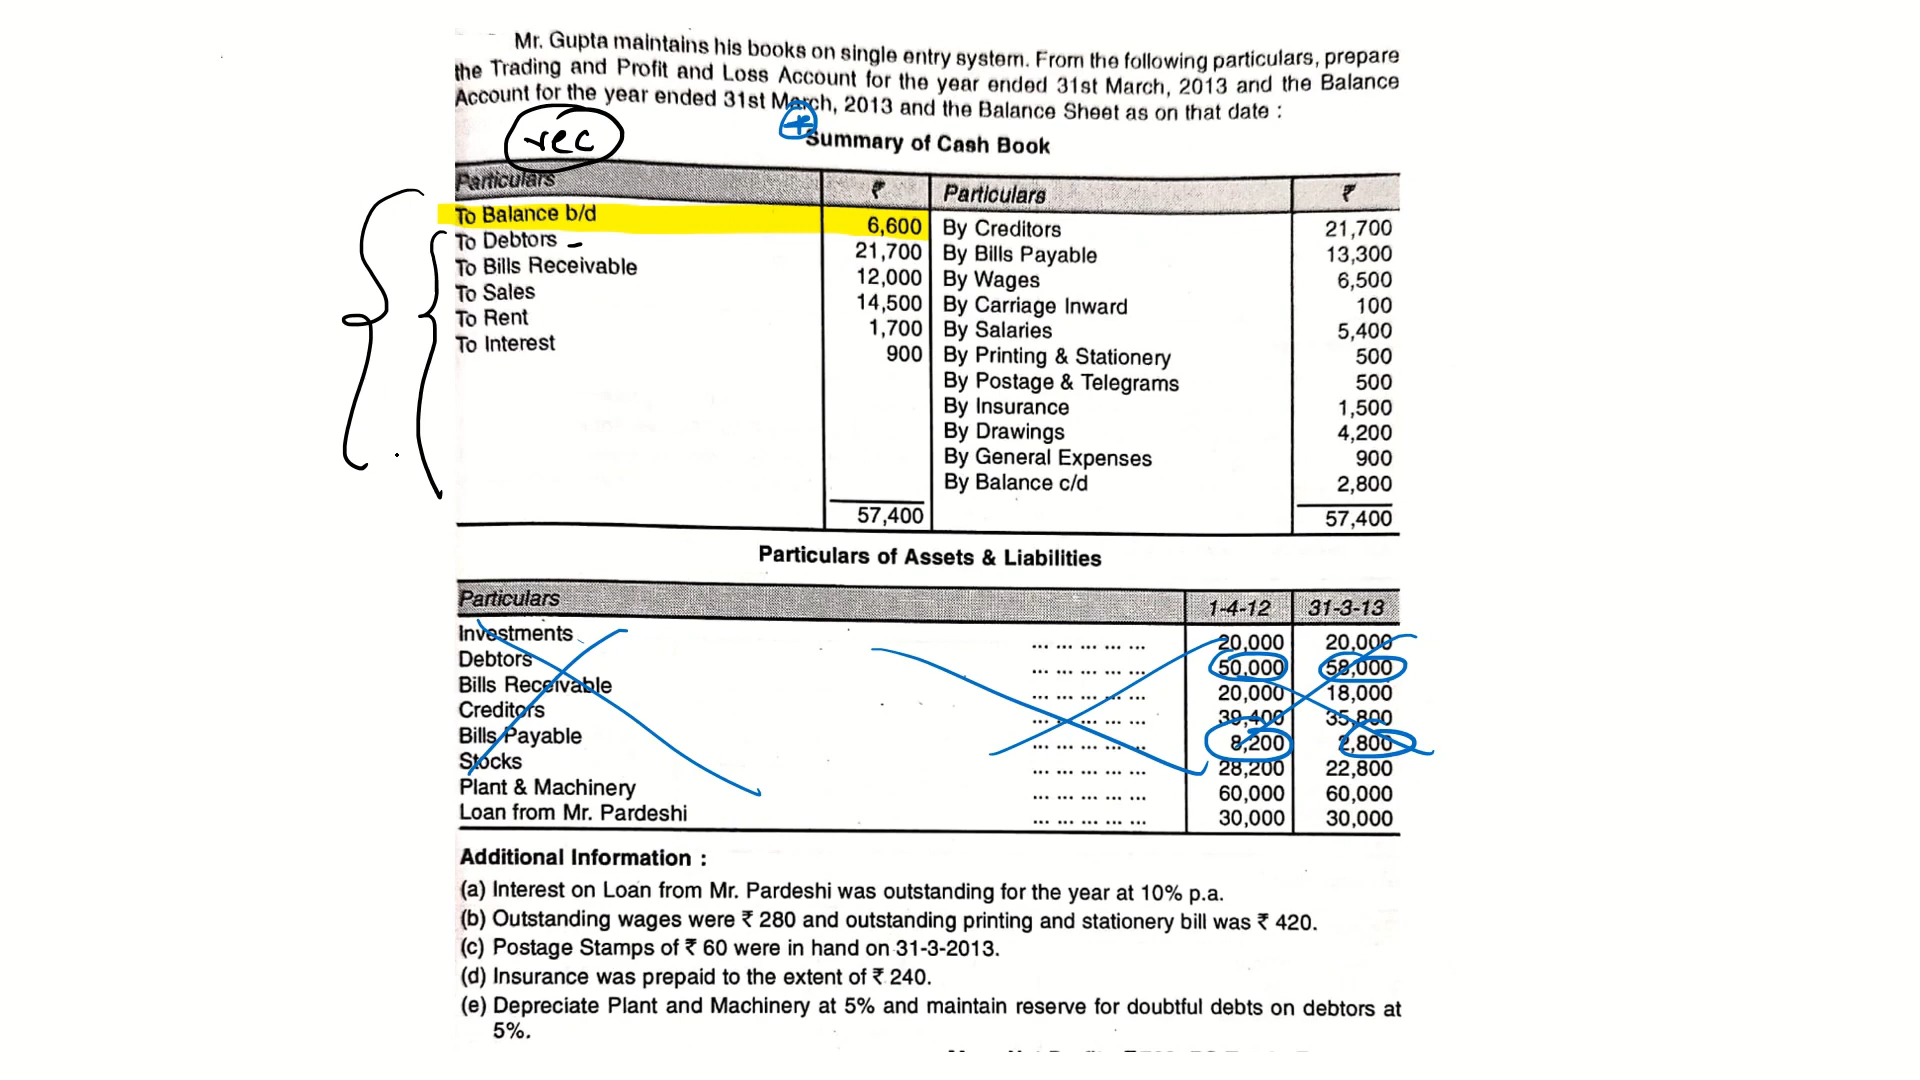 Mr. Gupta maintains his books on single entry system. From the following particulars, prepare
the Trading and Profit and Loss Account for the year ended 31st March, 2013 and the Balance
Account for the year ended 31st March, 2013 and the Balance Sheet as on that date :
rec
Summary of Cash Book
Particulars ₹ Particulars ₹
To Balance b/d 6,600 By Creditors 21,700
To Debtors 21,700 By Bills Payable 13,300
To Bills Receivable 12,000 By Wages 6,500
To Sales 14,500 By Carriage Inward 100
To Rent 1,700 By Salaries 5,400
To Interest 900 By Printing & Stationery 500
By Postage & Telegrams 500
By Insurance 1,500
By Drawings 4,200
By General Expenses 900
By Balance c/d 2,800
57,400 57,400
Particulars of Assets & Liabilities
Particulars 1-4-12 31-3-13
Investments ... ... ... ... ... 20,000 20,000
Debtors ... ... ... ... ... 50,000 58,000
Bills Receivable ... ... ... ... ... 20,000 18,000
Creditors ... ... ... ... ... 39,400 35,800
Bills Payable ... ... ... ... ... 8,200 2,800
Stocks ... ... ... ... ... 28,200 22,800
Plant & Machinery ... ... ... ... ... 60,000 60,000
Loan from Mr. Pardeshi ... ... ... ... ... 30,000 30,000
Additional Information :
(a) Interest on Loan from Mr. Pardeshi was outstanding for the year at 10% p.a.
(b) Outstanding wages were ₹ 280 and outstanding printing and stationery bill was ₹ 420.
(c) Postage Stamps of ₹ 60 were in hand on 31-3-2013.
(d) Insurance was prepaid to the extent of ₹ 240.
(e) Depreciate Plant and Machinery at 5% and maintain reserve for doubtful debts on debtors at
5%.